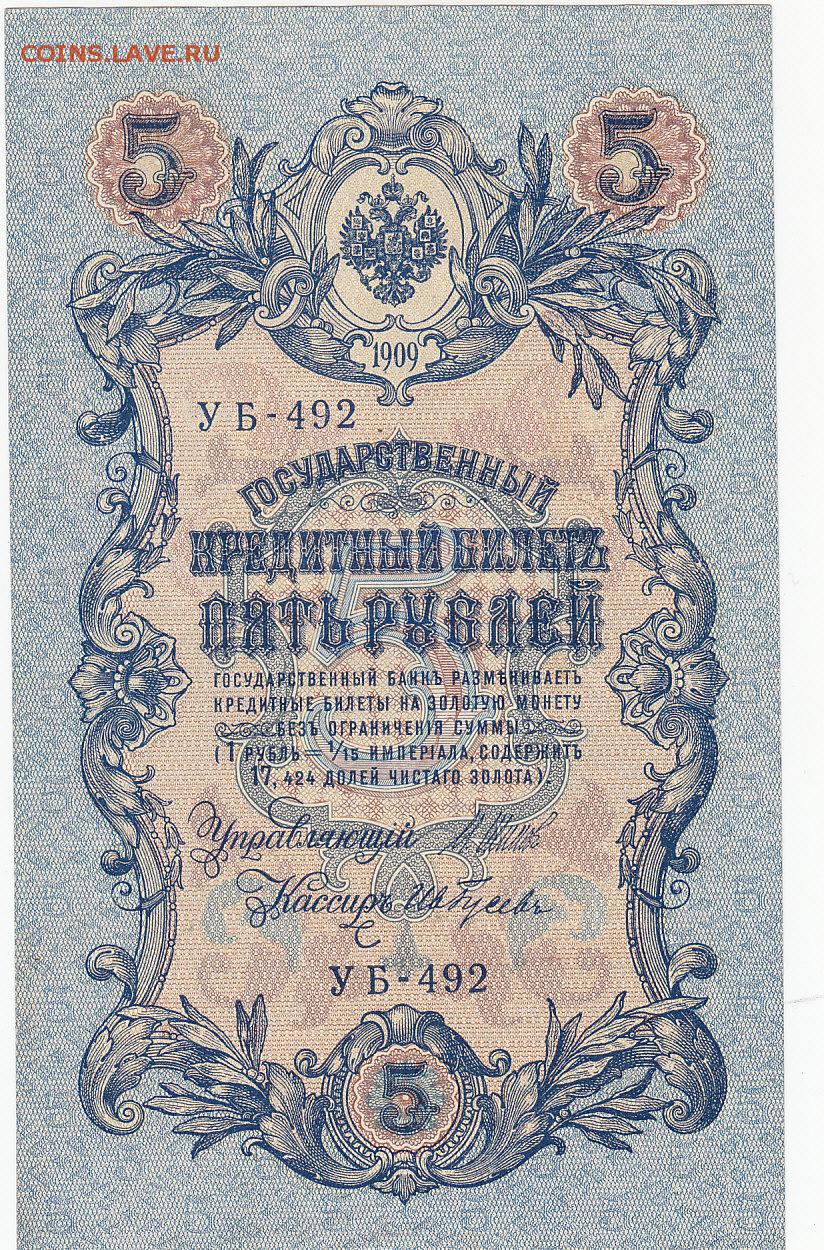 COINS.LAVE.RU
5 5
1909
УБ-492
ГОСУДАРСТВЕННЫЙ
КРЕДИТНЫЙ БИЛЕТЪ
ПЯТЬ РУБЛЕЙ
ГОСУДАРСТВЕННЫЙ БАНКЪ РАЗМѢНИВАЕТЪ
КРЕДИТНЫЕ БИЛЕТЫ НА ЗОЛОТУЮ МОНЕТУ
БЕЗЪ ОГРАНИЧЕНІЯ СУММЫ
(1 РУБЛЬ = 1/15 ИМПЕРІАЛА, СОДЕРЖИТЪ
17,424 ДОЛЕЙ ЧИСТАГО ЗОЛОТА).
Управляющій
Кассиръ
УБ-492
5